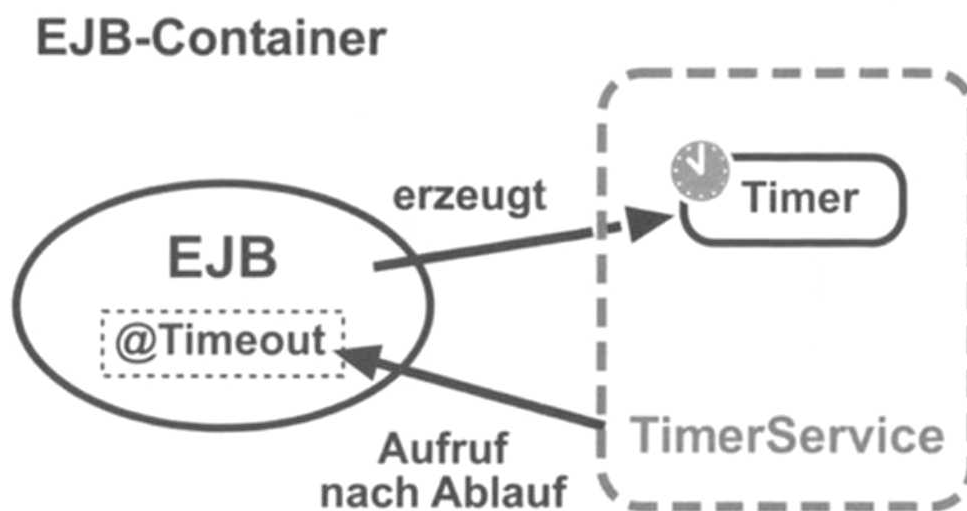 EJB-Container
erzeugt
Timer
EJB
@Timeout
TimerService
Aufruf
nach Ablauf